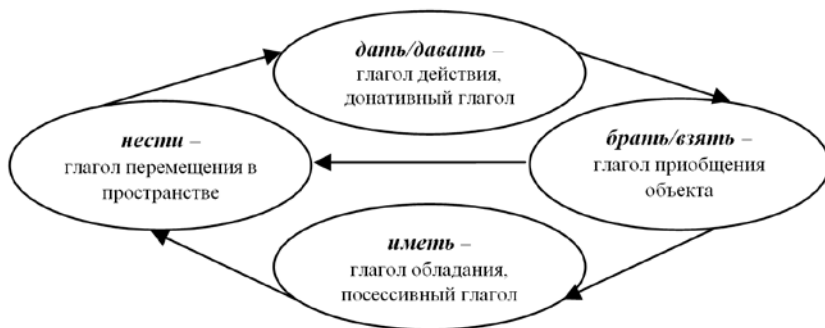 дать/давать –
глагол действия,
донативный глагол
нести –
глагол перемещения в
пространстве
брать/взять –
глагол приобщения
объекта
иметь –
глагол обладания,
посессивный глагол